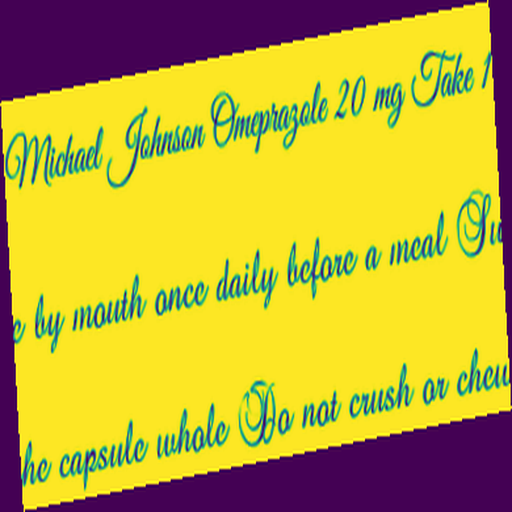 Michael Johnson Omeprazole 20 mg Take 1
by mouth once daily before a meal
capsule whole Do not crush or chew